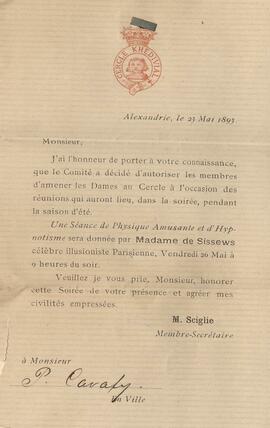 CERCLE KHÉDIVIAL
Alexandrie, le 23 Mai 1893.
Monsieur,
J'ai l'honneur de porter à votre connaissance,
que le Comité a décidé d'autoriser les membres
d'amener les Dames au Cercle à l'occasion des
réunions qui auront lieu, dans la soirée, pendant
la saison d'été.
Une Séance de Physique Amusante et d'Hyp-
notisme sera donnée par Madame de Sissews
célèbre illusioniste Parisienne, Vendredi 26 Mai à
9 heures du soir.
Veuillez je vous prie, Monsieur, honorer
cette Soirée de votre présence et agréer mes
civilités empressées.
M. Sciglie
Membre-Secrétaire
à Monsieur
P. Cavafy.
En Ville